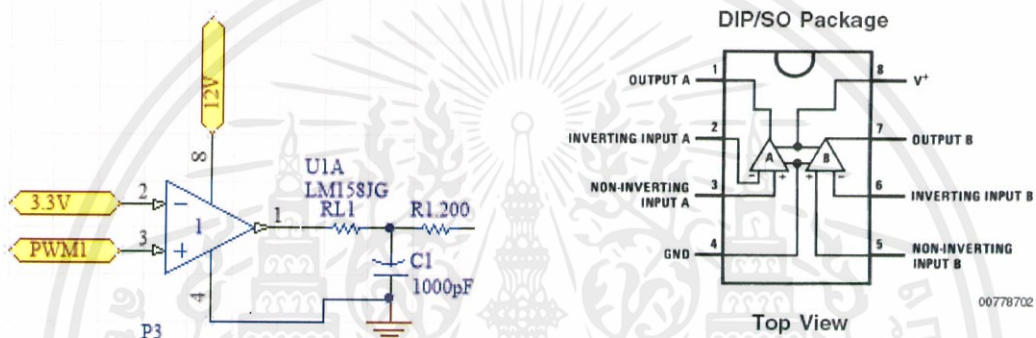 12V
8
U1A
LM158JG
3.3V
2
1
1
RL1
R1.200
PWM1
3
C1
1000pF
4
P3
DIP/SO Package
1
OUTPUT A
8
V+
2
INVERTING INPUT A
7
OUTPUT B
A
B
3
NON-INVERTING
INPUT A
6
INVERTING INPUT B
4
GND
5
NON-INVERTING
INPUT B
00778702
Top View